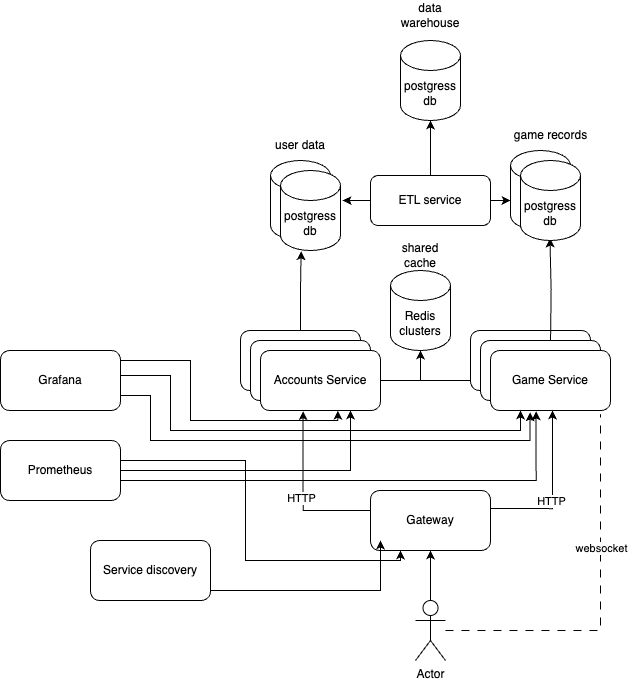 data
warehouse
postgress
db
user data
game records
postgress
db
ETL service
postgress
db
shared
cache
Redis
clusters
Grafana
Accounts Service
Game Service
Prometheus
HTTP
HTTP
Gateway
websocket
Service discovery
Actor